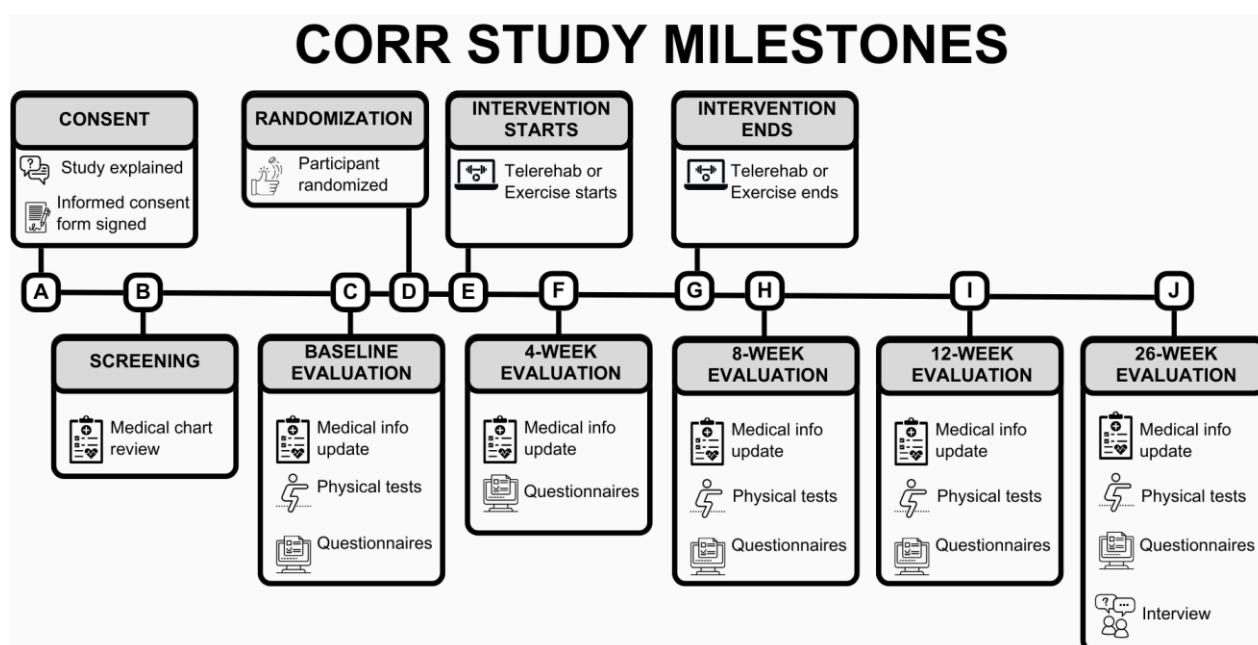 CORR STUDY MILESTONES
CONSENT
Study explained
Informed consent
form signed
RANDOMIZATION
Participant
randomized
INTERVENTION
STARTS
Telerehab or
Exercise starts
INTERVENTION
ENDS
Telerehab or
Exercise ends
A
B
C
D
E
F
G
H
I
J
SCREENING
Medical chart
review
BASELINE
EVALUATION
Medical info
update
Physical tests
Questionnaires
4-WEEK
EVALUATION
Medical info
update
Questionnaires
8-WEEK
EVALUATION
Medical info
update
Physical tests
Questionnaires
12-WEEK
EVALUATION
Medical info
update
Physical tests
Questionnaires
26-WEEK
EVALUATION
Medical info
update
Physical tests
Questionnaires
Interview